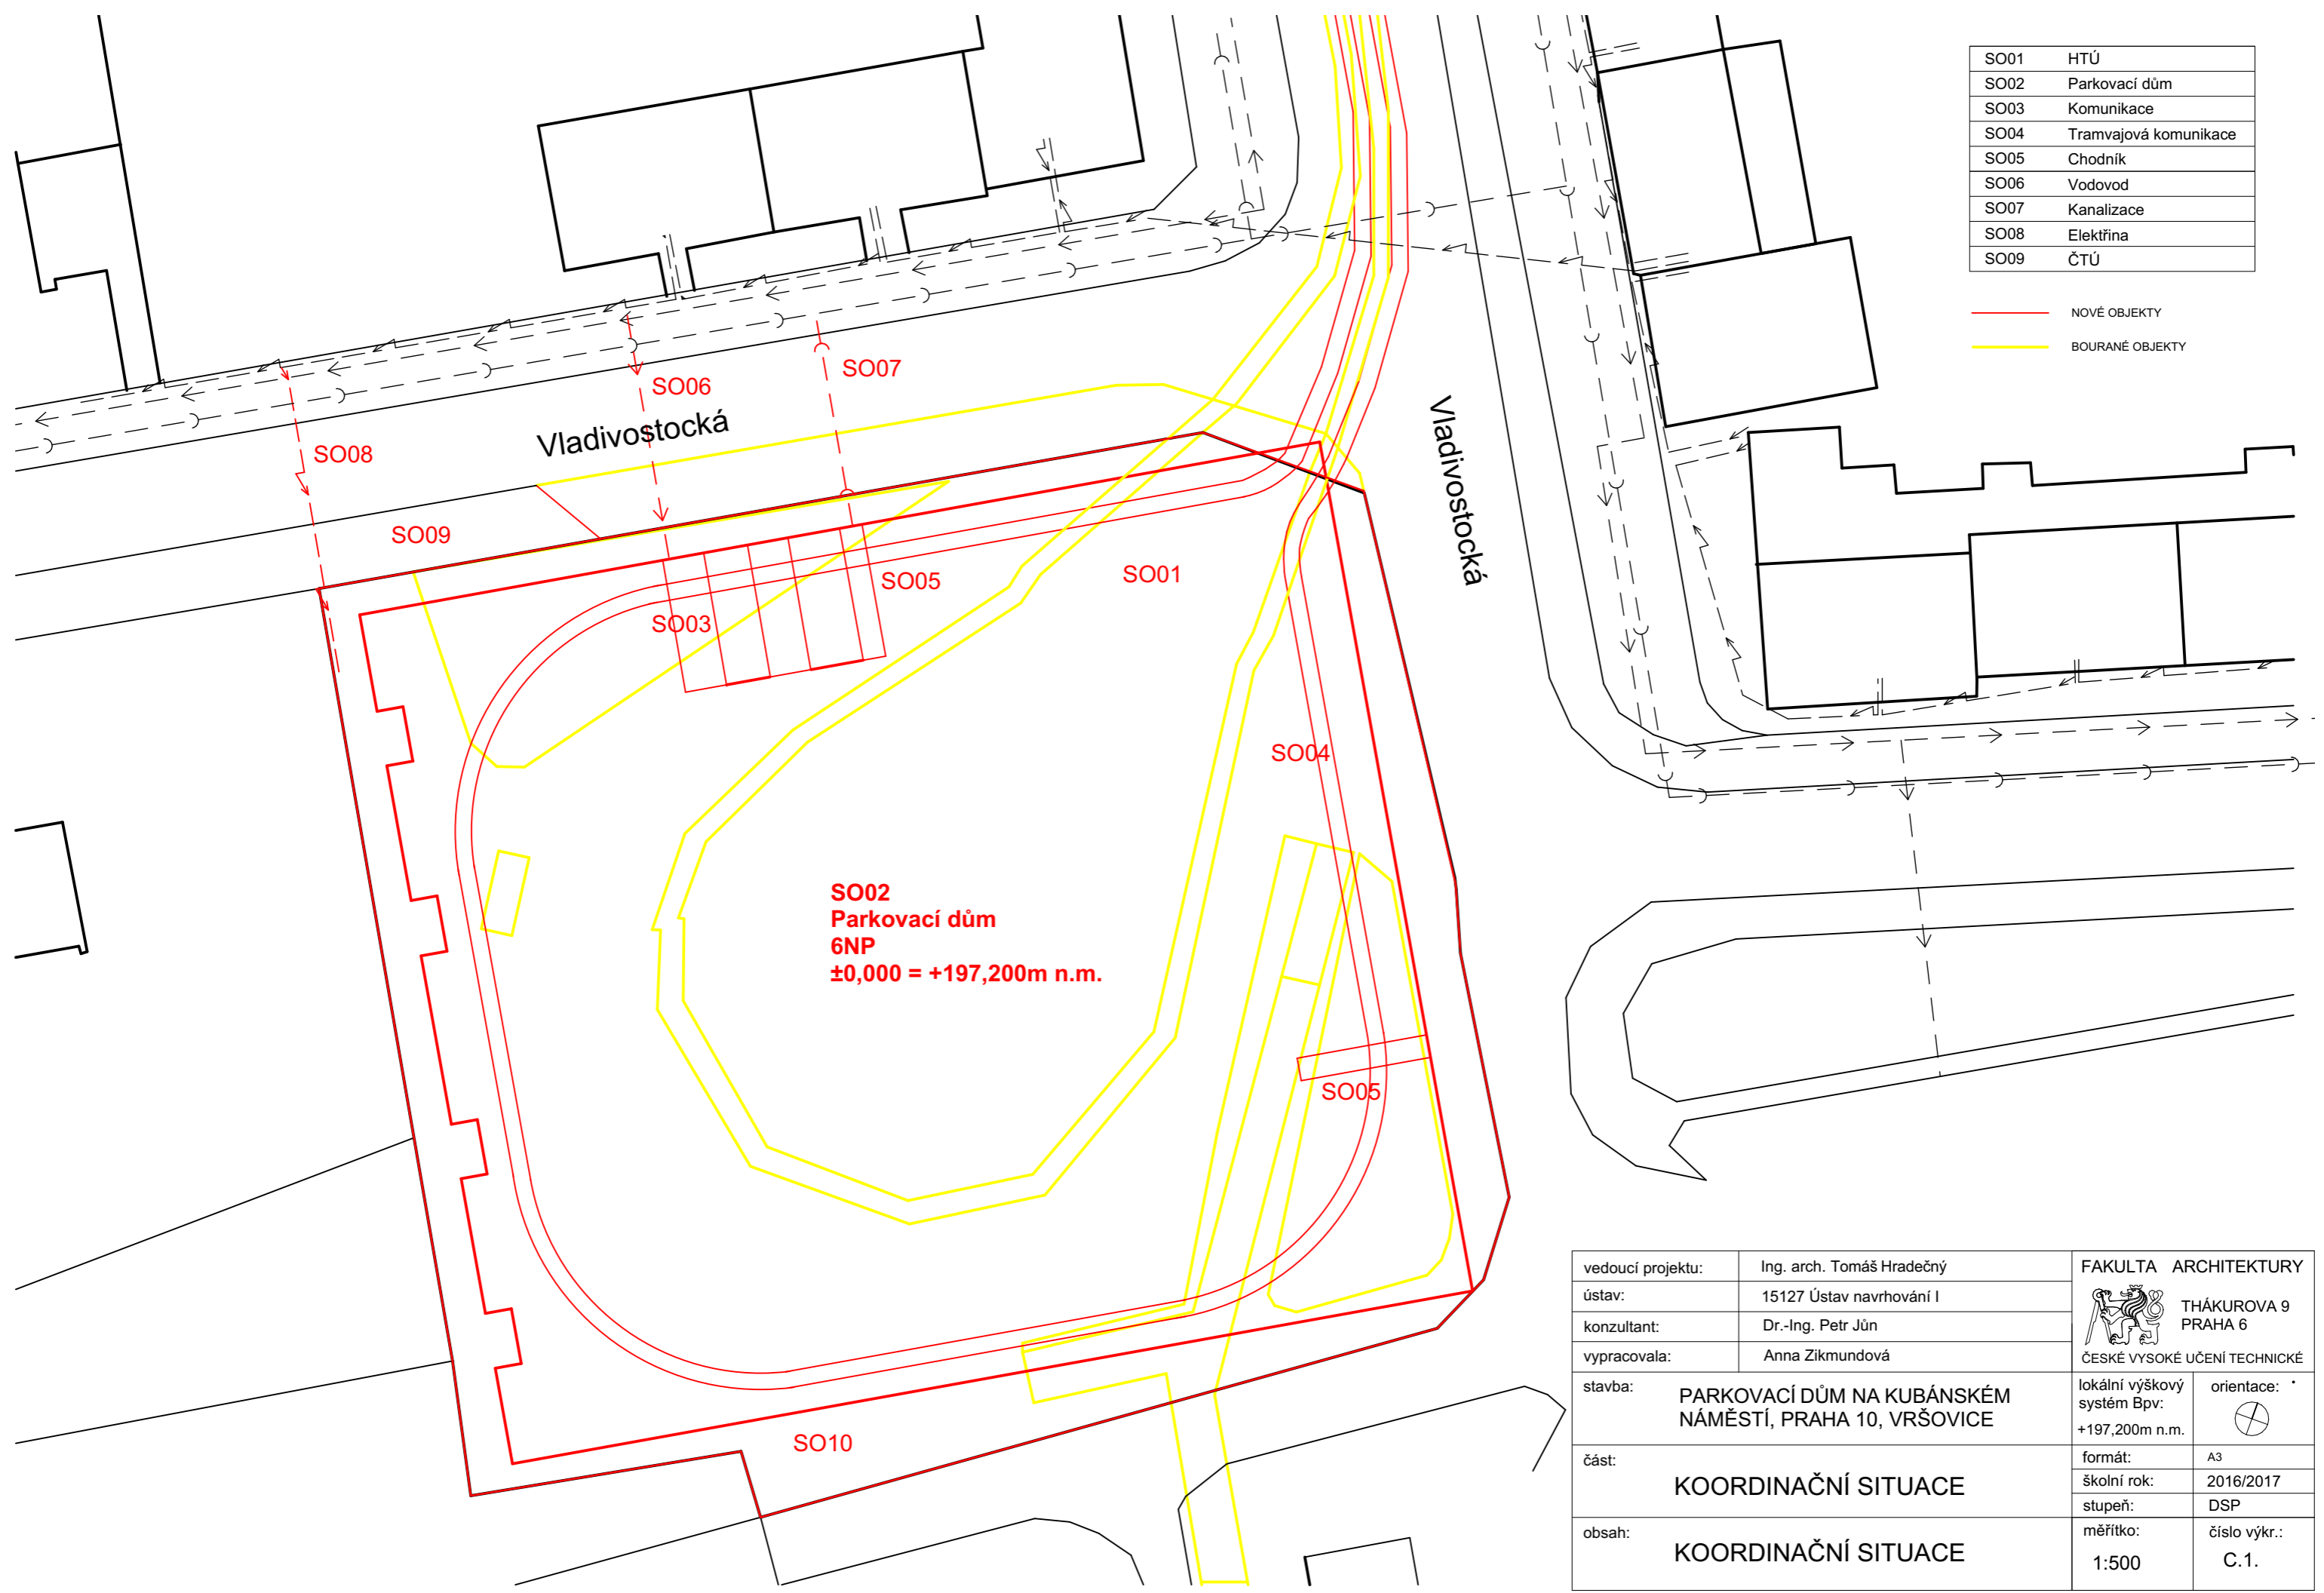 SO01 HTÚ
SO02 Parkovací dům
SO03 Komunikace
SO04 Tramvajová komunikace
SO05 Chodník
SO06 Vodovod
SO07 Kanalizace
SO08 Elektřina
SO09 ČTÚ
NOVÉ OBJEKTY
BOURANÉ OBJEKTY
SO07
SO06
Vladivostocká
SO08
Vladivostocká
SO09
SO05
SO01
SO03
SO04
SO02
Parkovací dům
6NP
±0,000 = +197,200m n.m.
SO05
SO10
vedoucí projektu: Ing. arch. Tomáš Hradečný
ústav: 15127 Ústav navrhování I
konzultant: Dr.-Ing. Petr Jůn
vypracovala: Anna Zikmundová
FAKULTA ARCHITEKTURY
THÁKUROVA 9
PRAHA 6
ČESKÉ VYSOKÉ UČENÍ TECHNICKÉ
stavba: PARKOVACÍ DŮM NA KUBÁNSKÉM
NÁMĚSTÍ, PRAHA 10, VRŠOVICE
lokální výškový
systém Bpv:
+197,200m n.m.
orientace:
část: KOORDINAČNÍ SITUACE
formát: A3
školní rok: 2016/2017
stupeň: DSP
obsah: KOORDINAČNÍ SITUACE
měřítko:
1:500
číslo výkr.:
C.1.